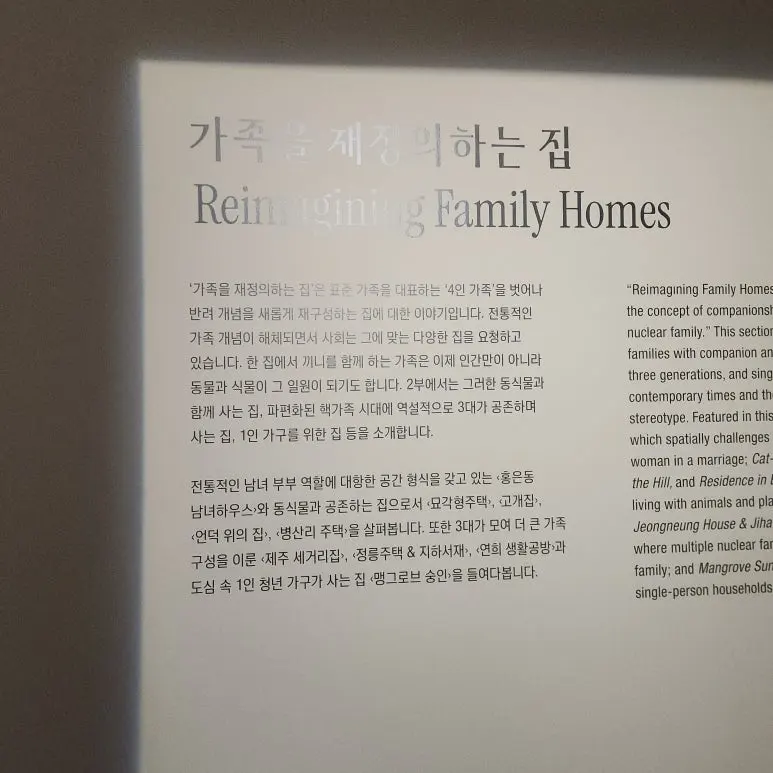 가족을 재정의하는 집
Reimagining Family Homes
‘가족을 재정의하는 집’은 표준 가족을 대표하는 ‘4인 가족’을 벗어나
반려 개념을 새롭게 재구성하는 집에 대한 이야기입니다. 전통적인
가족 개념이 해체되면서 사회는 그에 맞는 다양한 집을 요청하고
있습니다. 한 집에서 끼니를 함께 하는 가족은 이제 인간만이 아니라
동물과 식물이 그 일원이 되기도 합니다. 2부에서는 그러한 동식물과
함께 사는 집, 파편화된 핵가족 시대에 역설적으로 3대가 공존하며
사는 집, 1인 가구를 위한 집 등을 소개합니다.
전통적인 남녀 부부 역할에 대항한 공간 형식을 갖고 있는 ‹홍은동
남녀하우스›와 동식물과 공존하는 집으로서 ‹묘각형주택›, ‹고개집›,
‹언덕 위의 집›, ‹병산리 주택›을 살펴봅니다. 또한 3대가 모여 더 큰 가족
구성을 이룬 ‹제주 세거리집›, ‹정릉주택 & 지하서재›, ‹연희 생활공방›과
도심 속 1인 청년 가구가 사는 집 ‹맹그로브 숭인›을 들여다봅니다.
“Reimagining Family Homes
the concept of companionsh
nuclear family.” This section
families with companion an
three generations, and sing
contemporary times and the
stereotype. Featured in this
which spatially challenges
woman in a marriage; Cat-
the Hill, and Residence in
living with animals and pla
Jeongneung House & Jiha
where multiple nuclear fam
family; and Mangrove Sun
single-person households